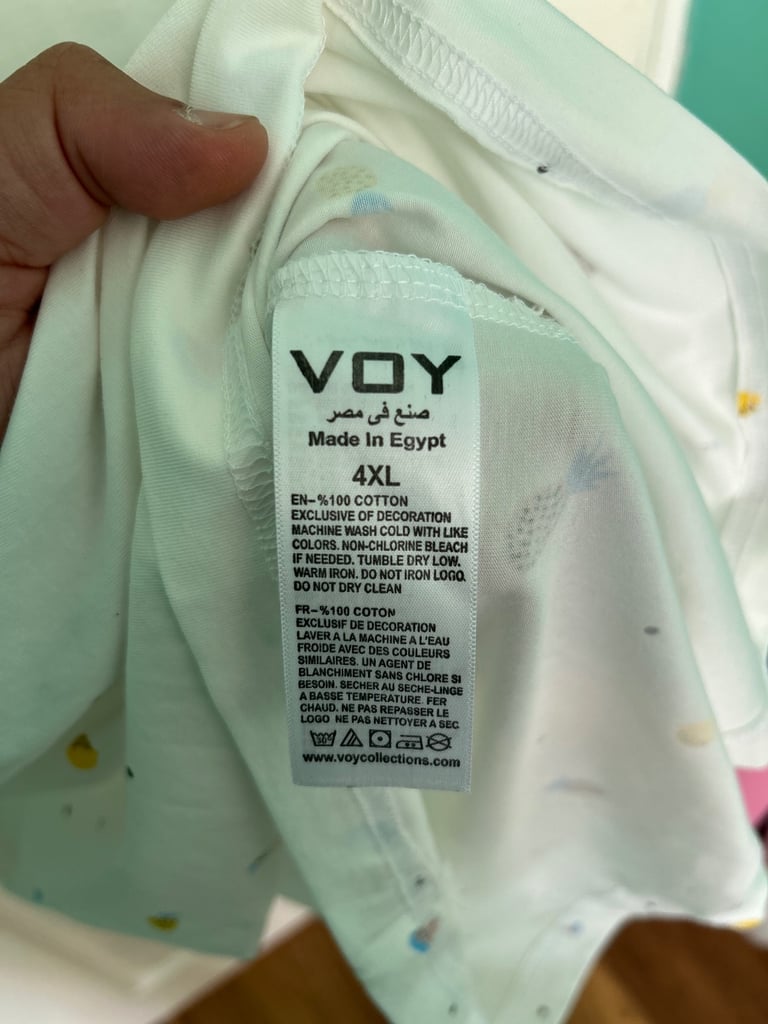 VOY
صنع فى مصر
Made In Egypt
4XL
EN-%100 COTTON
EXCLUSIVE OF DECORATION
MACHINE WASH COLD WITH LIKE
COLORS. NON-CHLORINE BLEACH
IF NEEDED. TUMBLE DRY LOW.
WARM IRON. DO NOT IRON LOGO.
DO NOT DRY CLEAN
FR-%100 COTON
EXCLUSIF DE DECORATION
LAVER A LA MACHINE A L'EAU
FROIDE AVEC DES COULEURS
SIMILAIRES. UN AGENT DE
BLANCHIMENT SANS CHLORE SI
BESOIN. SECHER AU SECHE-LINGE
A BASSE TEMPERATURE. FER
CHAUD. NE PAS REPASSER LE
LOGO NE PAS NETTOYER A SEC
www.voycollections.com